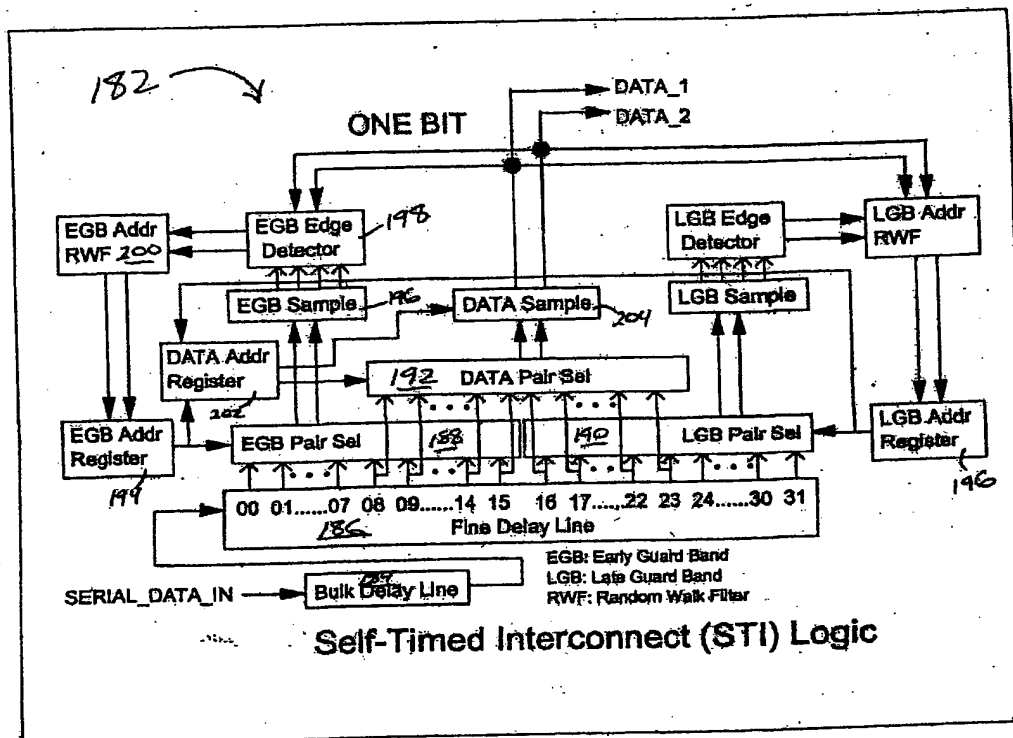 182
DATA_1
DATA_2
ONE BIT
EGB Addr
RWF 200
EGB Edge
Detector
198
LGB Edge
Detector
LGB Addr
RWF
EGB Sample
196
DATA Sample
204
LGB Sample
DATA Addr
Register
202
192 DATA Pair Sel
EGB Addr
Register
194
EGB Pair Sel 188
190 LGB Pair Sel
LGB Addr
Register
196
00 01......07 08 09......14 15 16 17......22 23 24......30 31
186 Fine Delay Line
SERIAL_DATA_IN
184
Bulk Delay Line
EGB: Early Guard Band
LGB: Late Guard Band
RWF: Random Walk Filter
Self-Timed Interconnect (STI) Logic